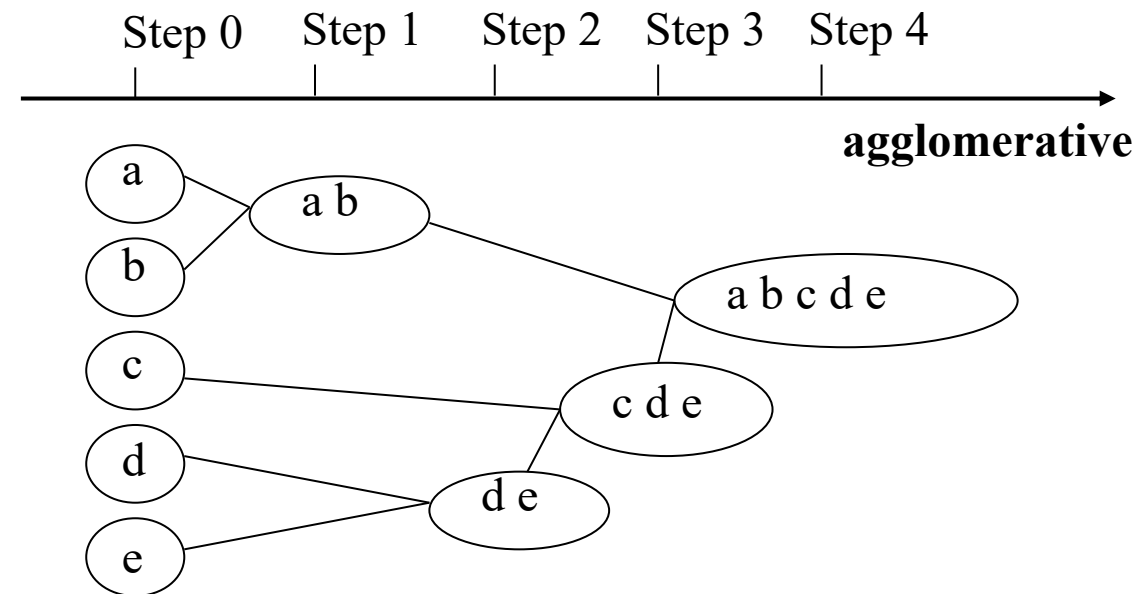 Step 0 Step 1 Step 2 Step 3 Step 4
agglomerative
a
a b
b
a b c d e
c
c d e
d
d e
e